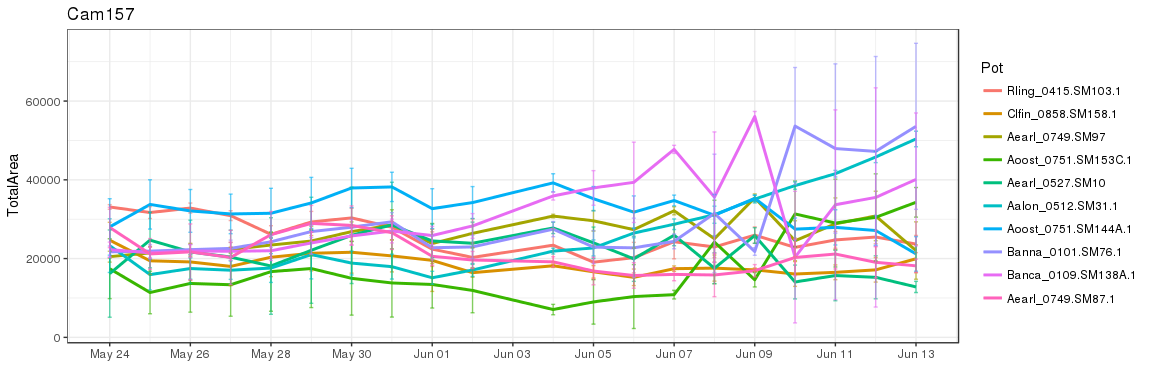 Cam157
TotalArea
60000
40000
20000
0
May 24
May 26
May 28
May 30
Jun 01
Jun 03
Jun 05
Jun 07
Jun 09
Jun 11
Jun 13
Pot
Rling_0415.SM103.1
Clfin_0858.SM158.1
Aearl_0749.SM97
Aoost_0751.SM153C.1
Aearl_0527.SM10
Aalon_0512.SM31.1
Aoost_0751.SM144A.1
Banna_0101.SM76.1
Banca_0109.SM138A.1
Aearl_0749.SM87.1